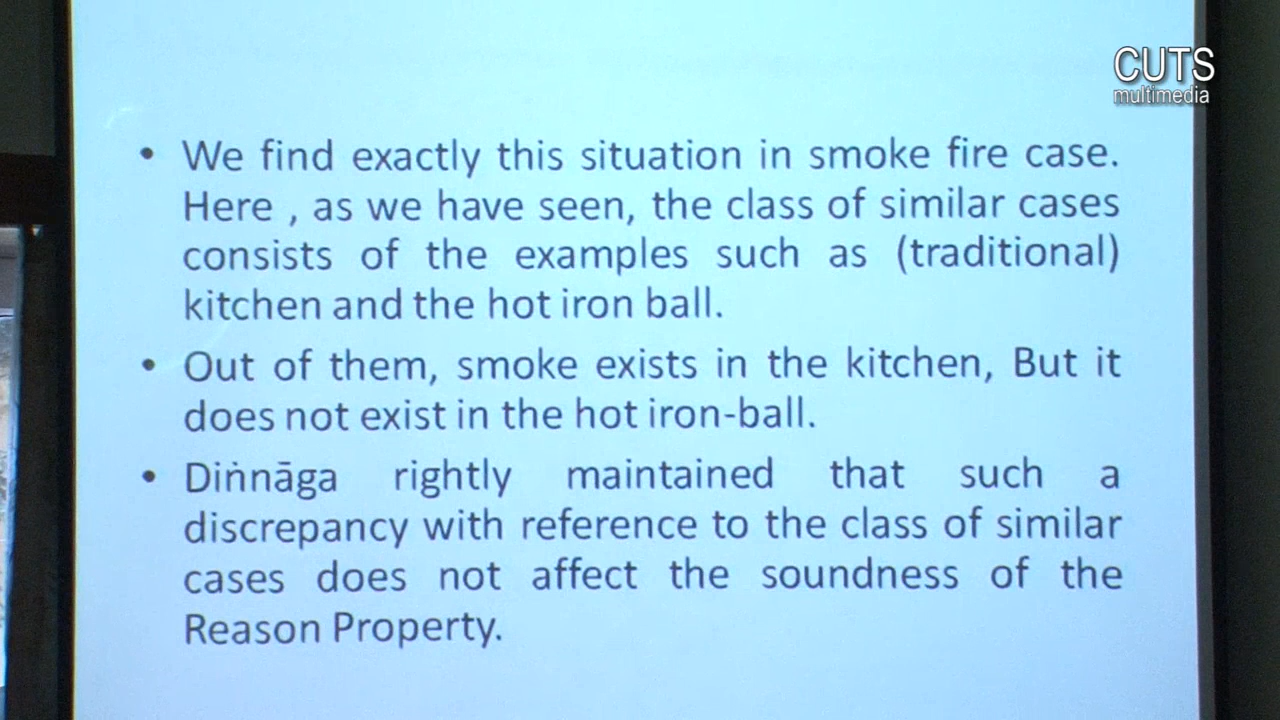 CUTS
multimedia
• We find exactly this situation in smoke fire case.
Here , as we have seen, the class of similar cases
consists of the examples such as (traditional)
kitchen and the hot iron ball.
• Out of them, smoke exists in the kitchen, But it
does not exist in the hot iron-ball.
• Diṅnāga rightly maintained that such a
discrepancy with reference to the class of similar
cases does not affect the soundness of the
Reason Property.